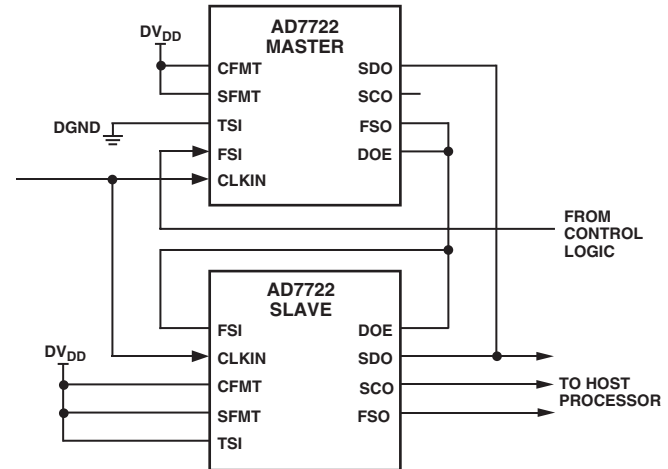 AD7722
MASTER
DVDD
CFMT
SFMT
DGND
TSI
FSI
CLKIN
SDO
SCO
FSO
DOE
FROM
CONTROL
LOGIC
AD7722
SLAVE
FSI
CLKIN
DVDD
CFMT
SFMT
TSI
DOE
SDO
SCO
FSO
TO HOST
PROCESSOR